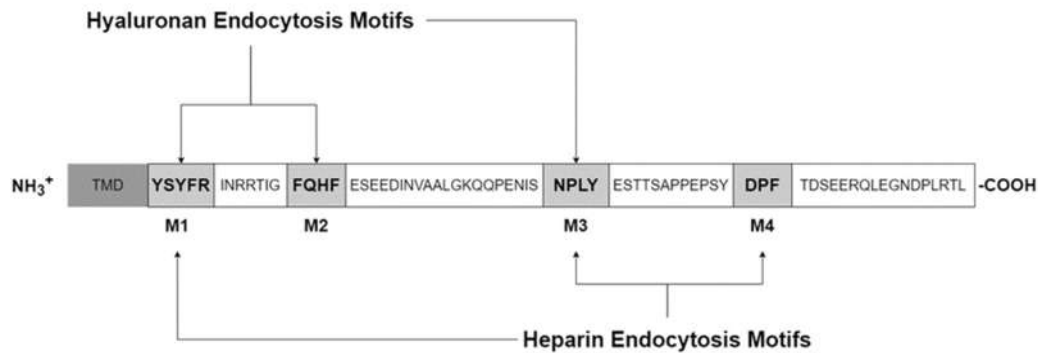 Hyaluronan Endocytosis Motifs
NH3+ TMD YSYFR INRRTIG FQHF ESEEDINVAALGKQQPENIS NPLY ESTTSAPPEPSY DPF TDSEERQLEGNDPLRTL -COOH
M1 M2 M3 M4
Heparin Endocytosis Motifs